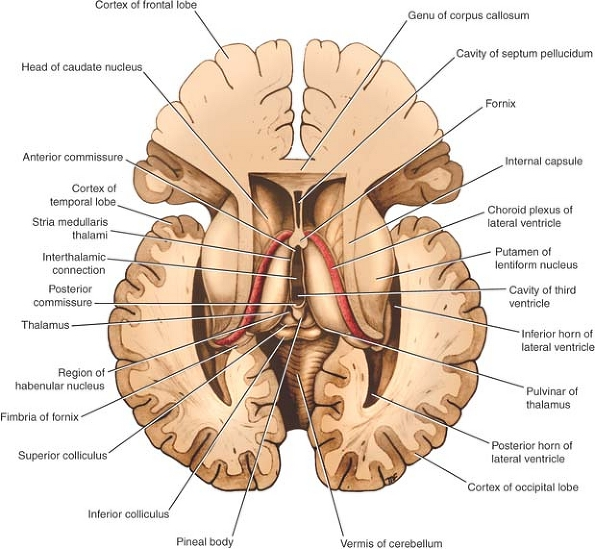 Cortex of frontal lobe
Genu of corpus callosum
Head of caudate nucleus
Cavity of septum pellucidum
Fornix
Anterior commissure
Internal capsule
Cortex of
temporal lobe
Choroid plexus of
lateral ventricle
Stria medullaris
thalami
Putamen of
lentiform nucleus
Interthalamic
connection
Cavity of third
ventricle
Posterior
commissure
Thalamus
Inferior horn of
lateral ventricle
Region of
habenular nucleus
Pulvinar of
thalamus
Fimbria of fornix
Superior colliculus
Posterior horn of
lateral ventricle
Cortex of occipital lobe
Inferior colliculus
Pineal body
Vermis of cerebellum